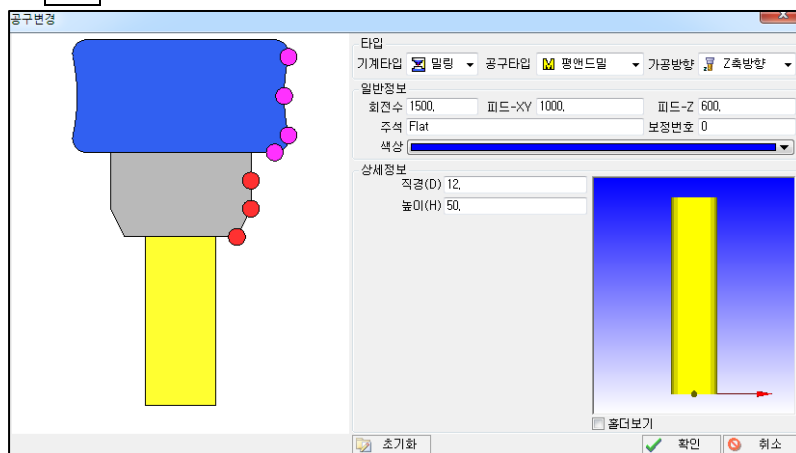 공구변경
타입
기계타입 밀링 공구타입 평앤드밀 가공방향 Z축방향
일반정보
회전수 1500, 피드-XY 1000, 피드-Z 600,
주석 Flat 보정번호 0
색상
상세정보
직경(D) 12,
높이(H) 50,
홀더보기
초기화 확인 취소